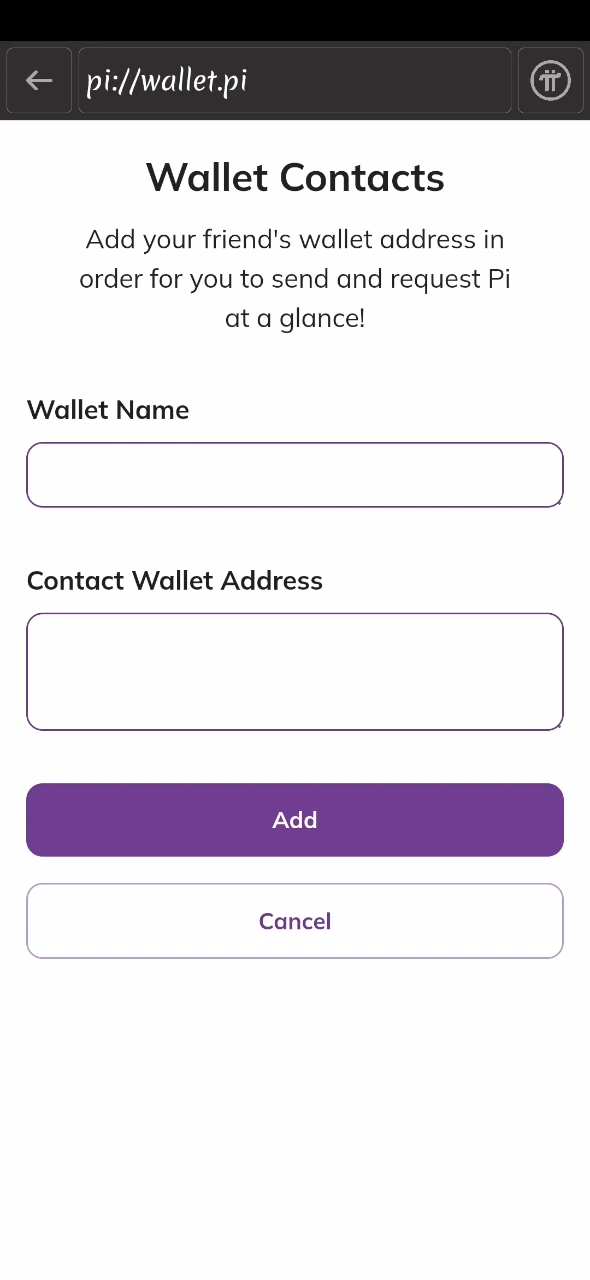 pi://wallet.pi
Wallet Contacts
Add your friend's wallet address in
order for you to send and request Pi
at a glance!
Wallet Name
Contact Wallet Address
Add
Cancel